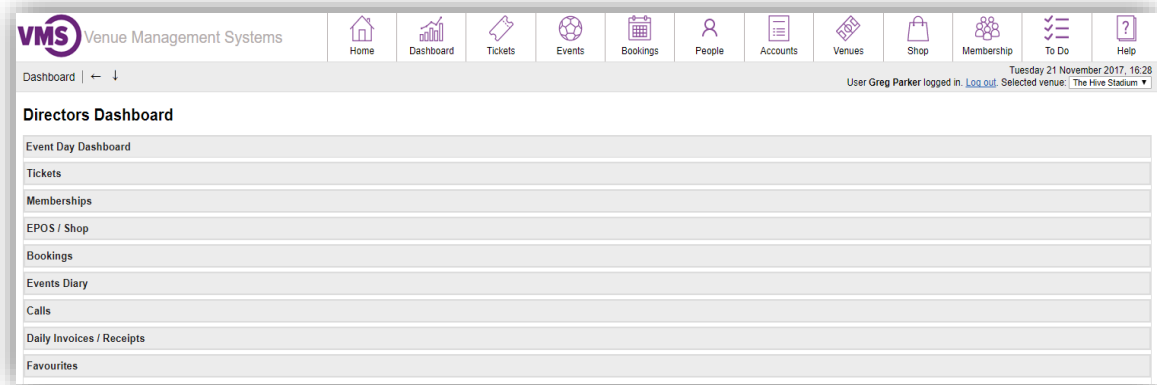 VMS Venue Management Systems
Home Dashboard Tickets Events Bookings People Accounts Venues Shop Membership To Do Help
Dashboard | ← ↓
Tuesday 21 November 2017, 16:28
User Greg Parker logged in. Log out. Selected venue: The Hive Stadium ▼
Directors Dashboard
Event Day Dashboard
Tickets
Memberships
EPOS / Shop
Bookings
Events Diary
Calls
Daily Invoices / Receipts
Favourites